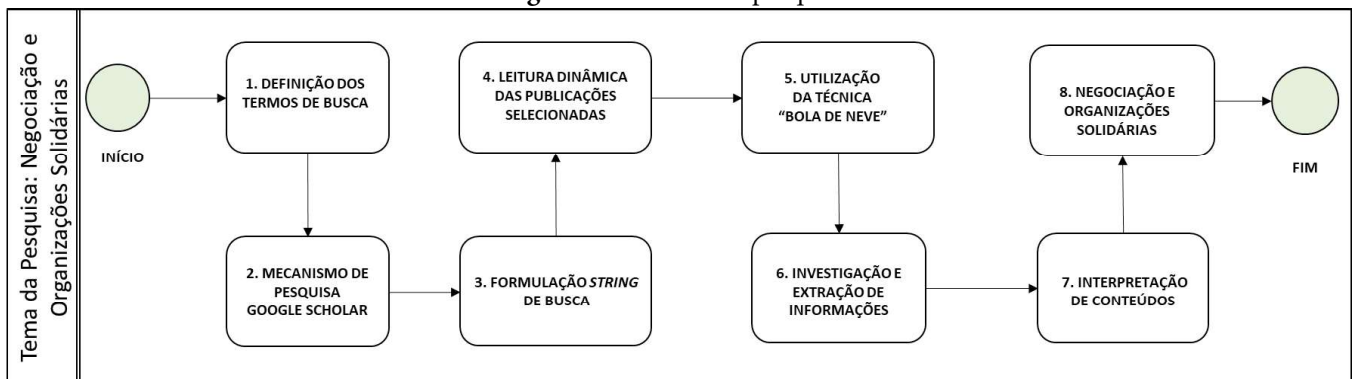 Tema da Pesquisa: Negociação e
Organizações Solidárias
INÍCIO
1. DEFINIÇÃO DOS
TERMOS DE BUSCA
2. MECANISMO DE
PESQUISA
GOOGLE SCHOLAR
3. FORMULAÇÃO STRING
DE BUSCA
4. LEITURA DINÂMICA
DAS PUBLICAÇÕES
SELECIONADAS
5. UTILIZAÇÃO
DA TÉCNICA
“BOLA DE NEVE”
6. INVESTIGAÇÃO E
EXTRAÇÃO DE
INFORMAÇÕES
7. INTERPRETAÇÃO
DE CONTEÚDOS
8. NEGOCIAÇÃO E
ORGANIZAÇÕES
SOLIDÁRIAS
FIM